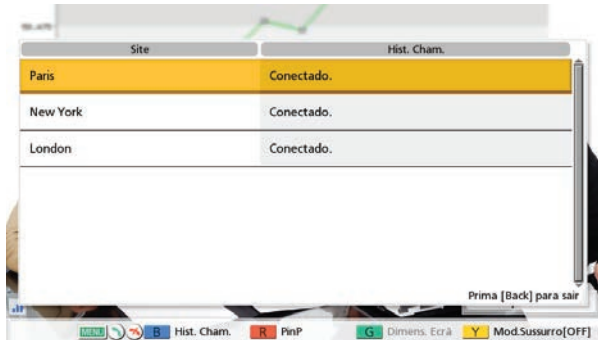 Site Hist. Cham.
Paris Conectado.
New York Conectado.
London Conectado.
Prima [Back] para sair
MENU B Hist. Cham. R PinP G Dimens. Ecrã Y Mod.Sussurro[OFF]